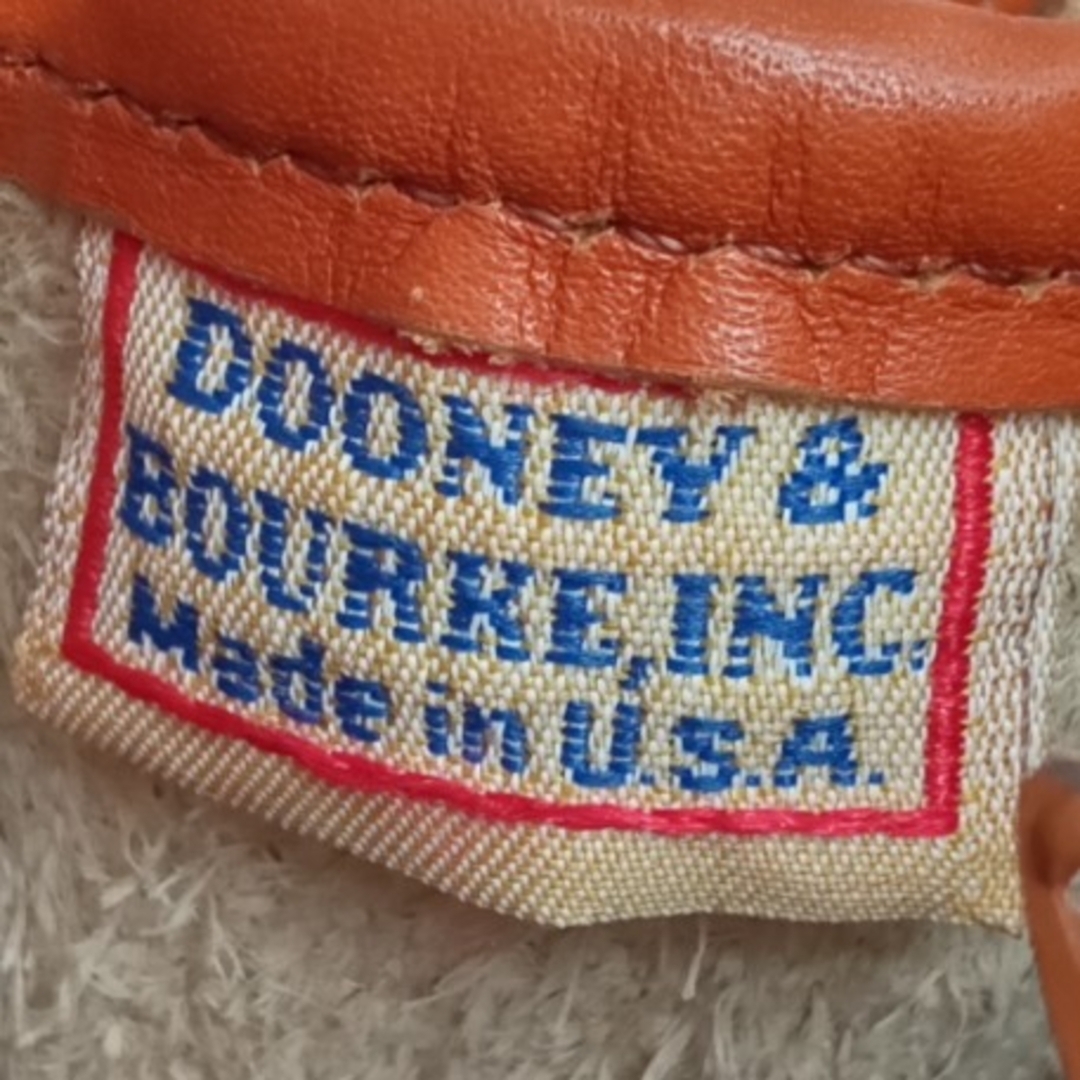 DOONEY &
BOURKE, INC.
Made in U.S.A.